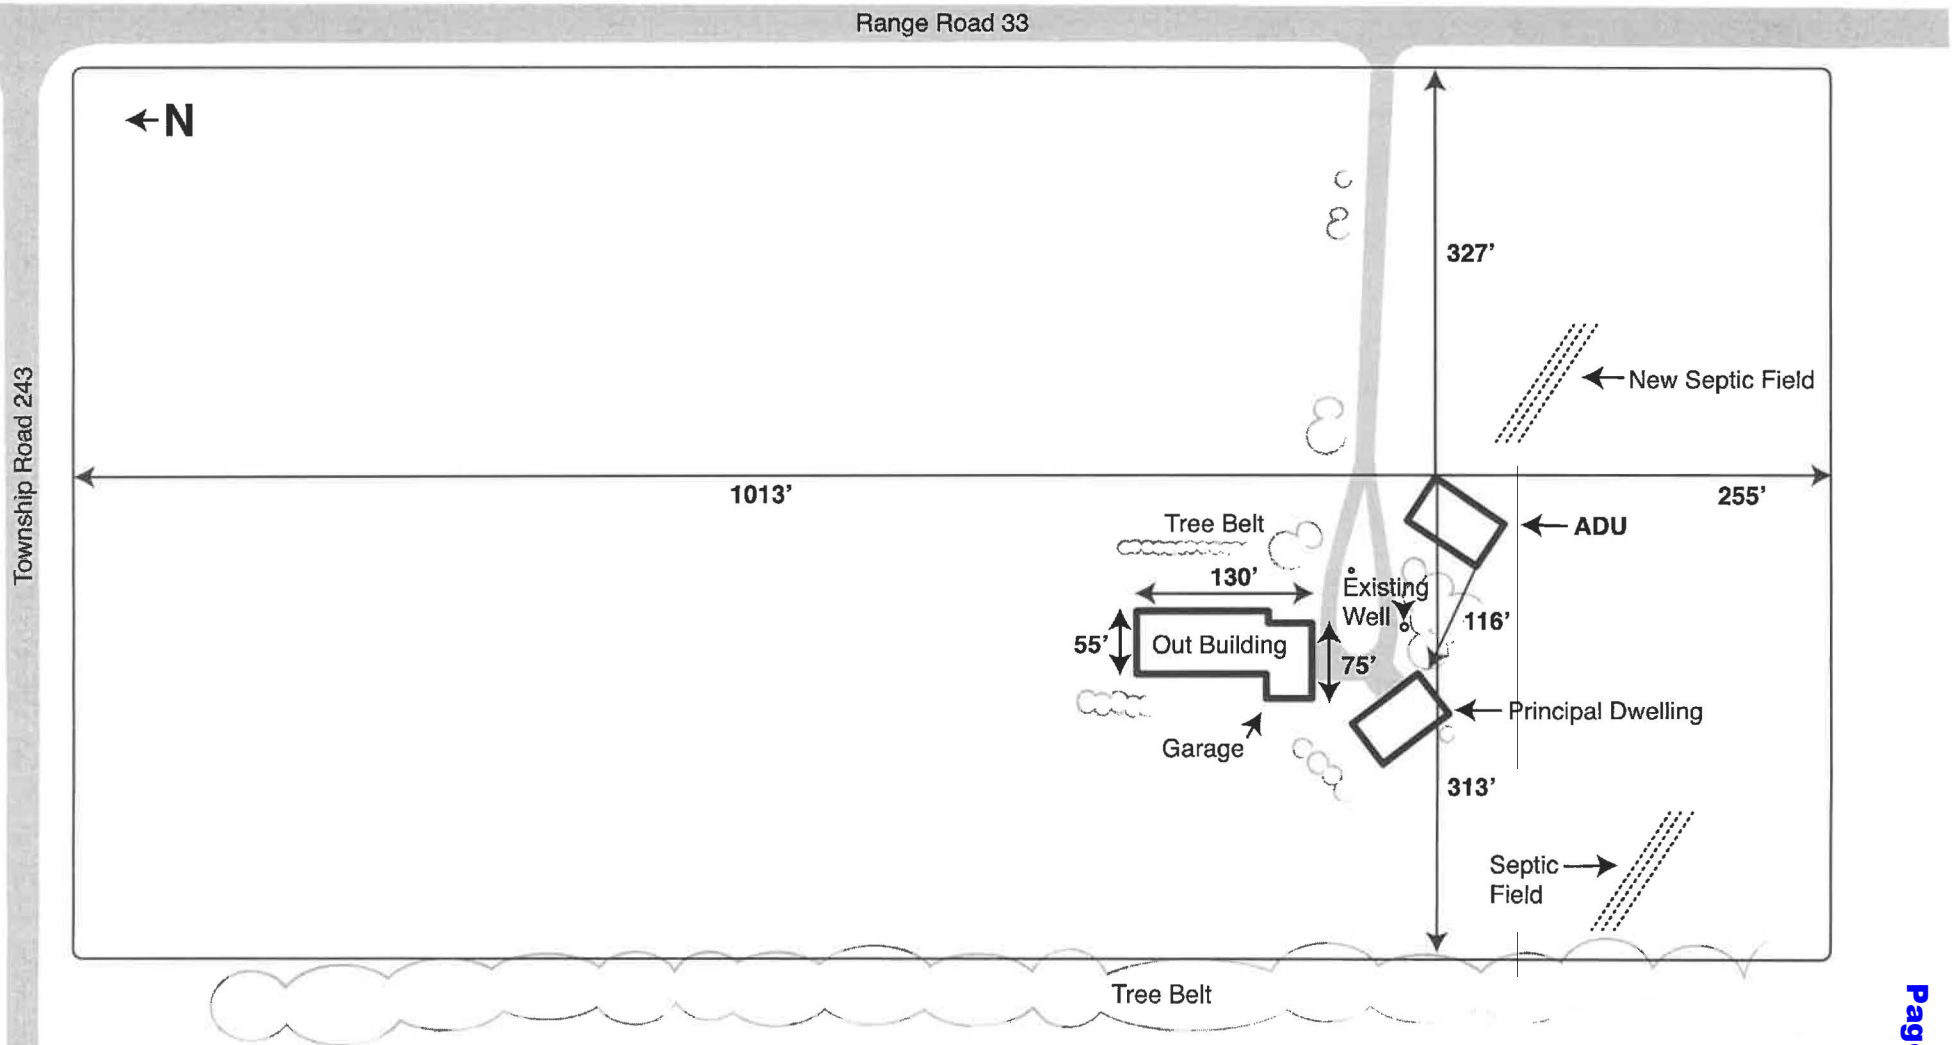 Range Road 33
N
Township Road 243
327'
New Septic Field
1013'
255'
Tree Belt
ADU
130'
Existing
Well
116'
55'
Out Building
75'
Principal Dwelling
Garage
313'
Septic
Field
Tree Belt
Pag